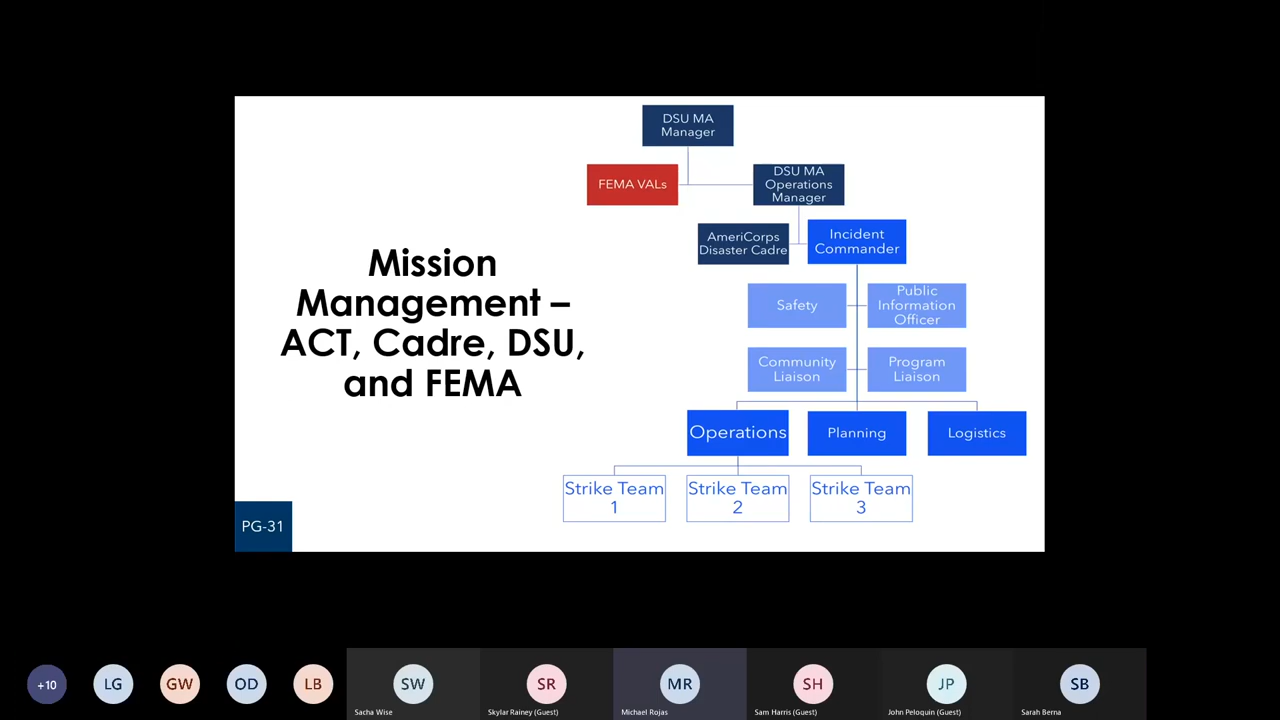 DSU MA
Manager
FEMA VALs
DSU MA
Operations
Manager
AmeriCorps
Disaster Cadre
Incident
Commander
Mission
Management –
ACT, Cadre, DSU,
and FEMA
Safety
Public
Information
Officer
Community
Liaison
Program
Liaison
Operations
Planning
Logistics
Strike Team
1
Strike Team
2
Strike Team
3
PG-31
+10
LG
GW
OD
LB
SW
Sacha Wise
SR
Skylar Rainey (Guest)
MR
Michael Rojas
SH
Sam Harris (Guest)
JP
John Peloquin (Guest)
SB
Sarah Berna